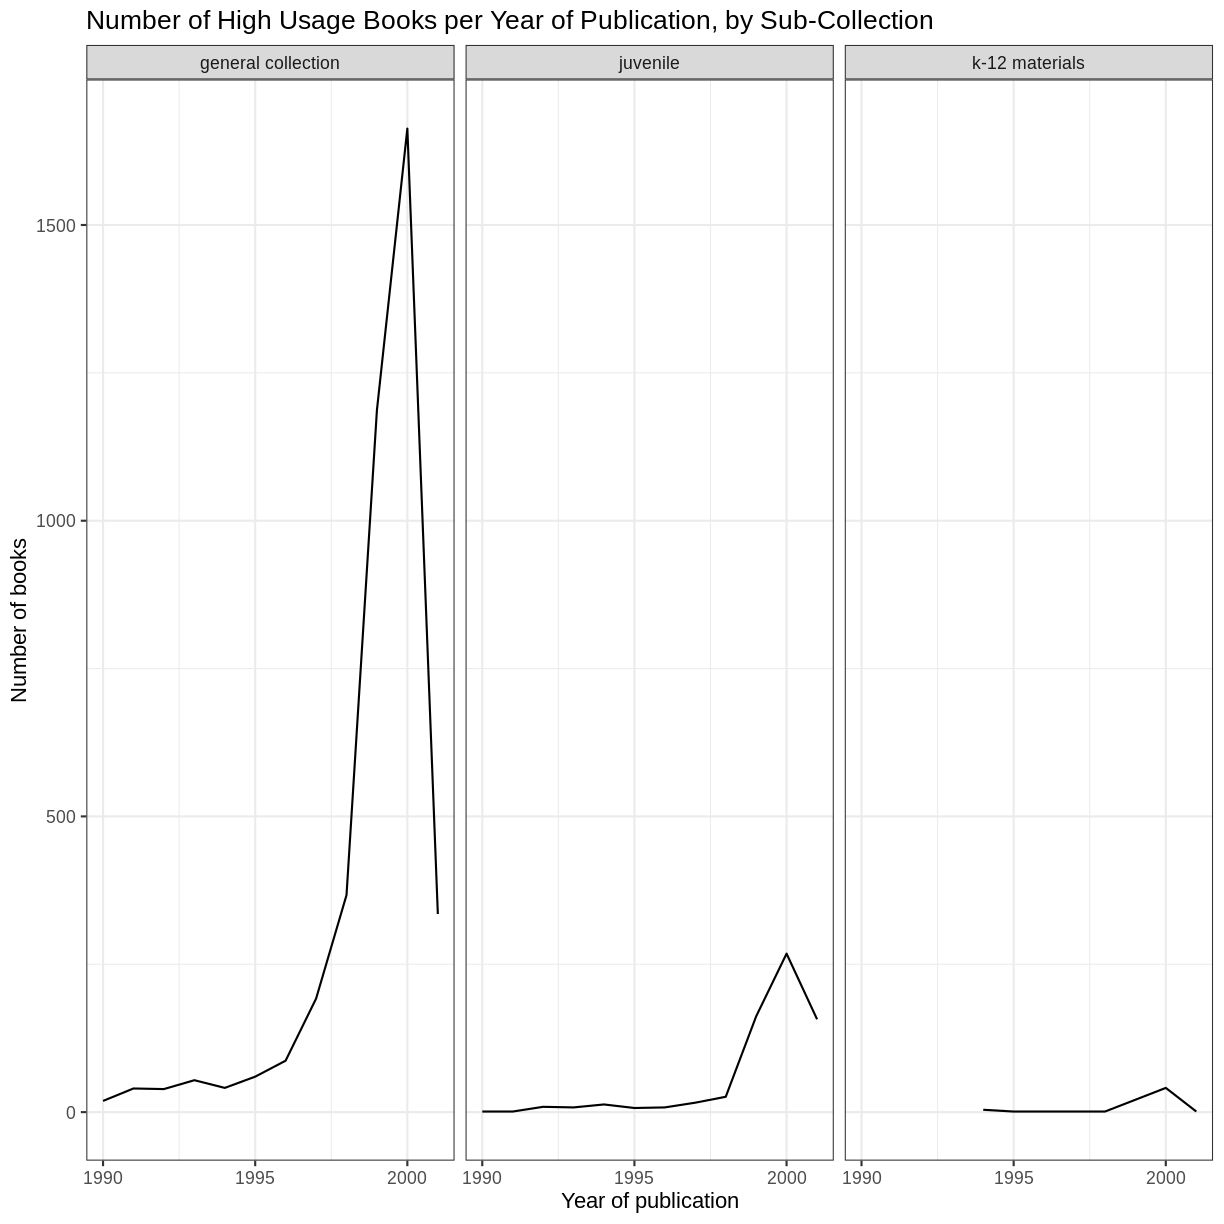 Number of High Usage Books per Year of Publication, by Sub-Collection
general collection
juvenile
k-12 materials
1500
1000
500
0
Number of books
1990
1995
2000
1990
1995
2000
1990
1995
2000
Year of publication